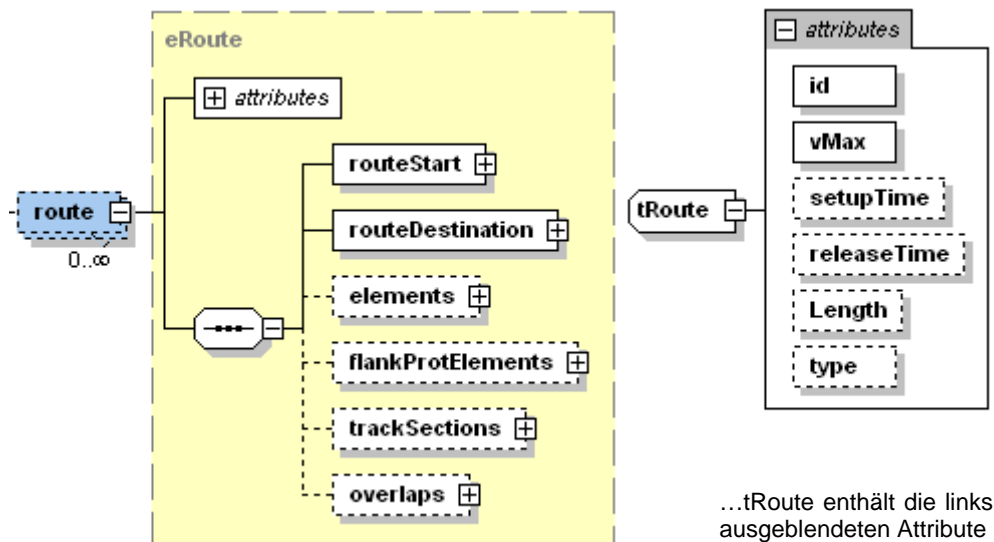 eRoute
attributes
routeStart
routeDestination
route
0..∞
elements
flankProtElements
trackSections
overlaps
attributes
id
vMax
setupTime
tRoute
releaseTime
Length
type
…tRoute enthält die links
ausgeblendeten Attribute